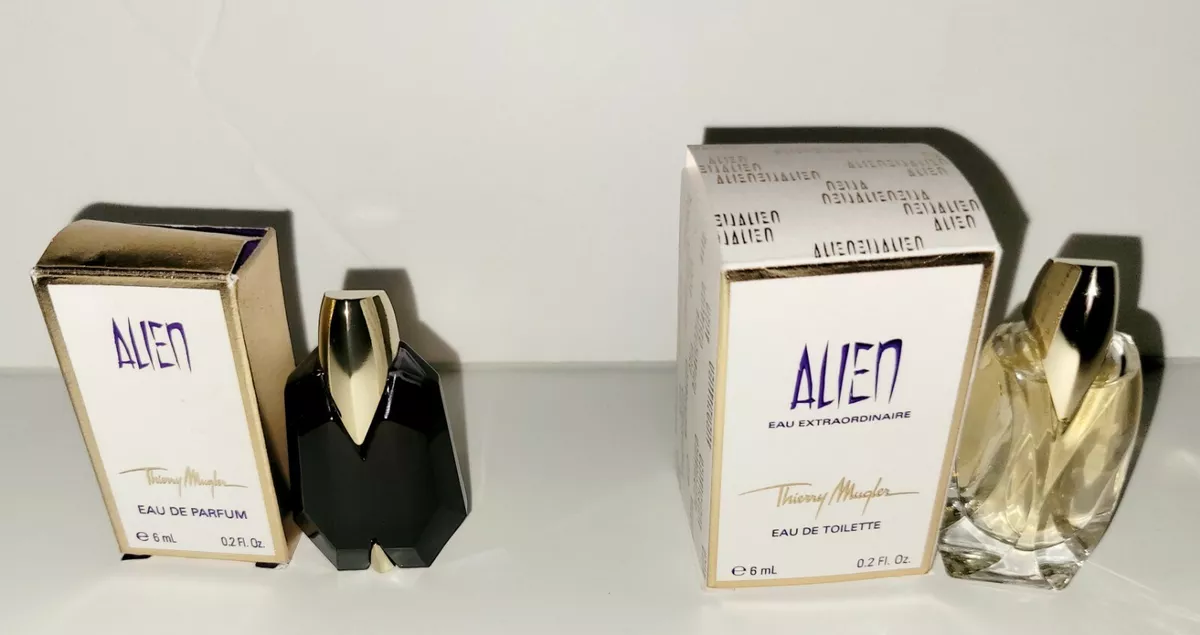 ALIEN
Thierry Mugler
EAU DE PARFUM
e 6 mL 0.2 Fl. Oz.
ALIEN
ALIEN
ALIEN
ALIEN
ALIEN
EAU EXTRAORDINAIRE
Thierry Mugler
EAU DE TOILETTE
e 6 mL 0.2 Fl. Oz.